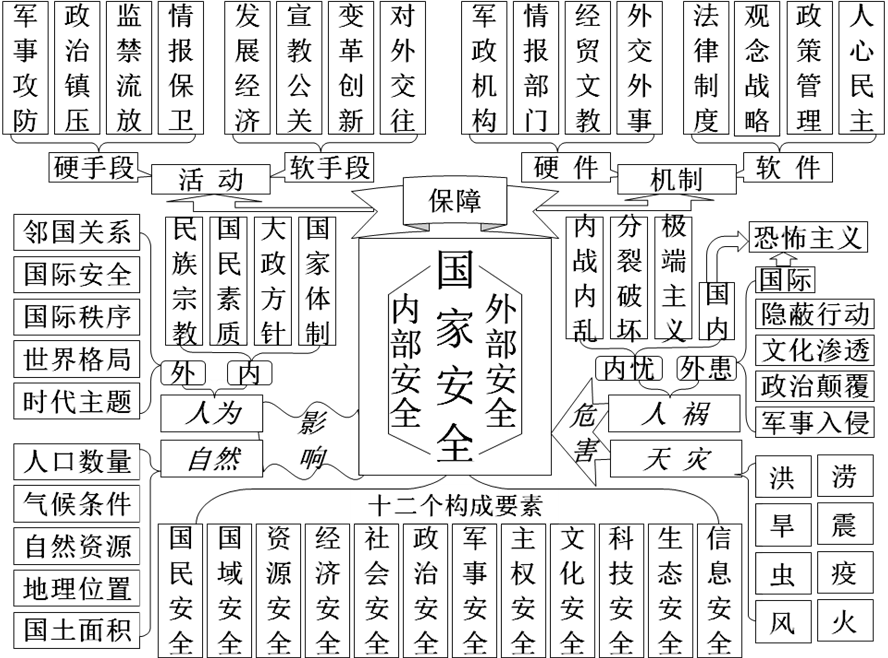 军事攻防
政治镇压
监禁流放
情报保卫
发展经济
宣教公关
变革创新
对外交往
军政机构
情报部门
经贸文教
外交外事
法律制度
观念战略
政策管理
人心民主
硬手段
活动
软手段
硬件
机制
软件
保障
邻国关系
国际安全
国际秩序
世界格局
时代主题
民族宗教
国民素质
大政方针
国家体制
外
内
人为
自然
影响
人口数量
气候条件
自然资源
地理位置
国土面积
内部安全
国家安全
外部安全
内战内乱
分裂破坏
极端主义
国内
恐怖主义
国际
隐蔽行动
文化渗透
政治颠覆
军事入侵
内忧
外患
人祸
天灾
危害
洪
涝
旱
震
虫
疫
风
火
十二个构成要素
国民安全
国域安全
资源安全
经济安全
社会安全
政治安全
军事安全
主权安全
文化安全
科技安全
生态安全
信息安全